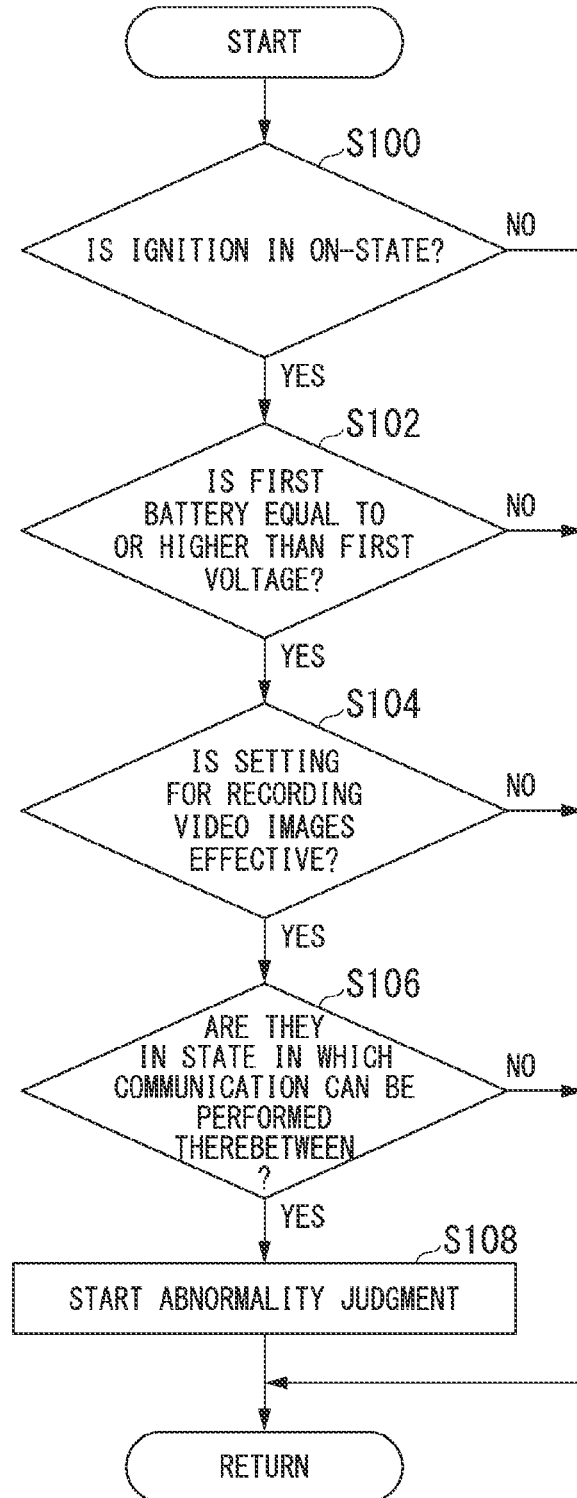 START
S100
IS IGNITION IN ON-STATE?
NO
YES
S102
IS FIRST
BATTERY EQUAL TO
OR HIGHER THAN FIRST
VOLTAGE?
NO
YES
S104
IS SETTING
FOR RECORDING
VIDEO IMAGES
EFFECTIVE?
NO
YES
S106
ARE THEY
IN STATE IN WHICH
COMMUNICATION CAN BE
PERFORMED
THEREBETWEEN
?
NO
YES
S108
START ABNORMALITY JUDGMENT
RETURN